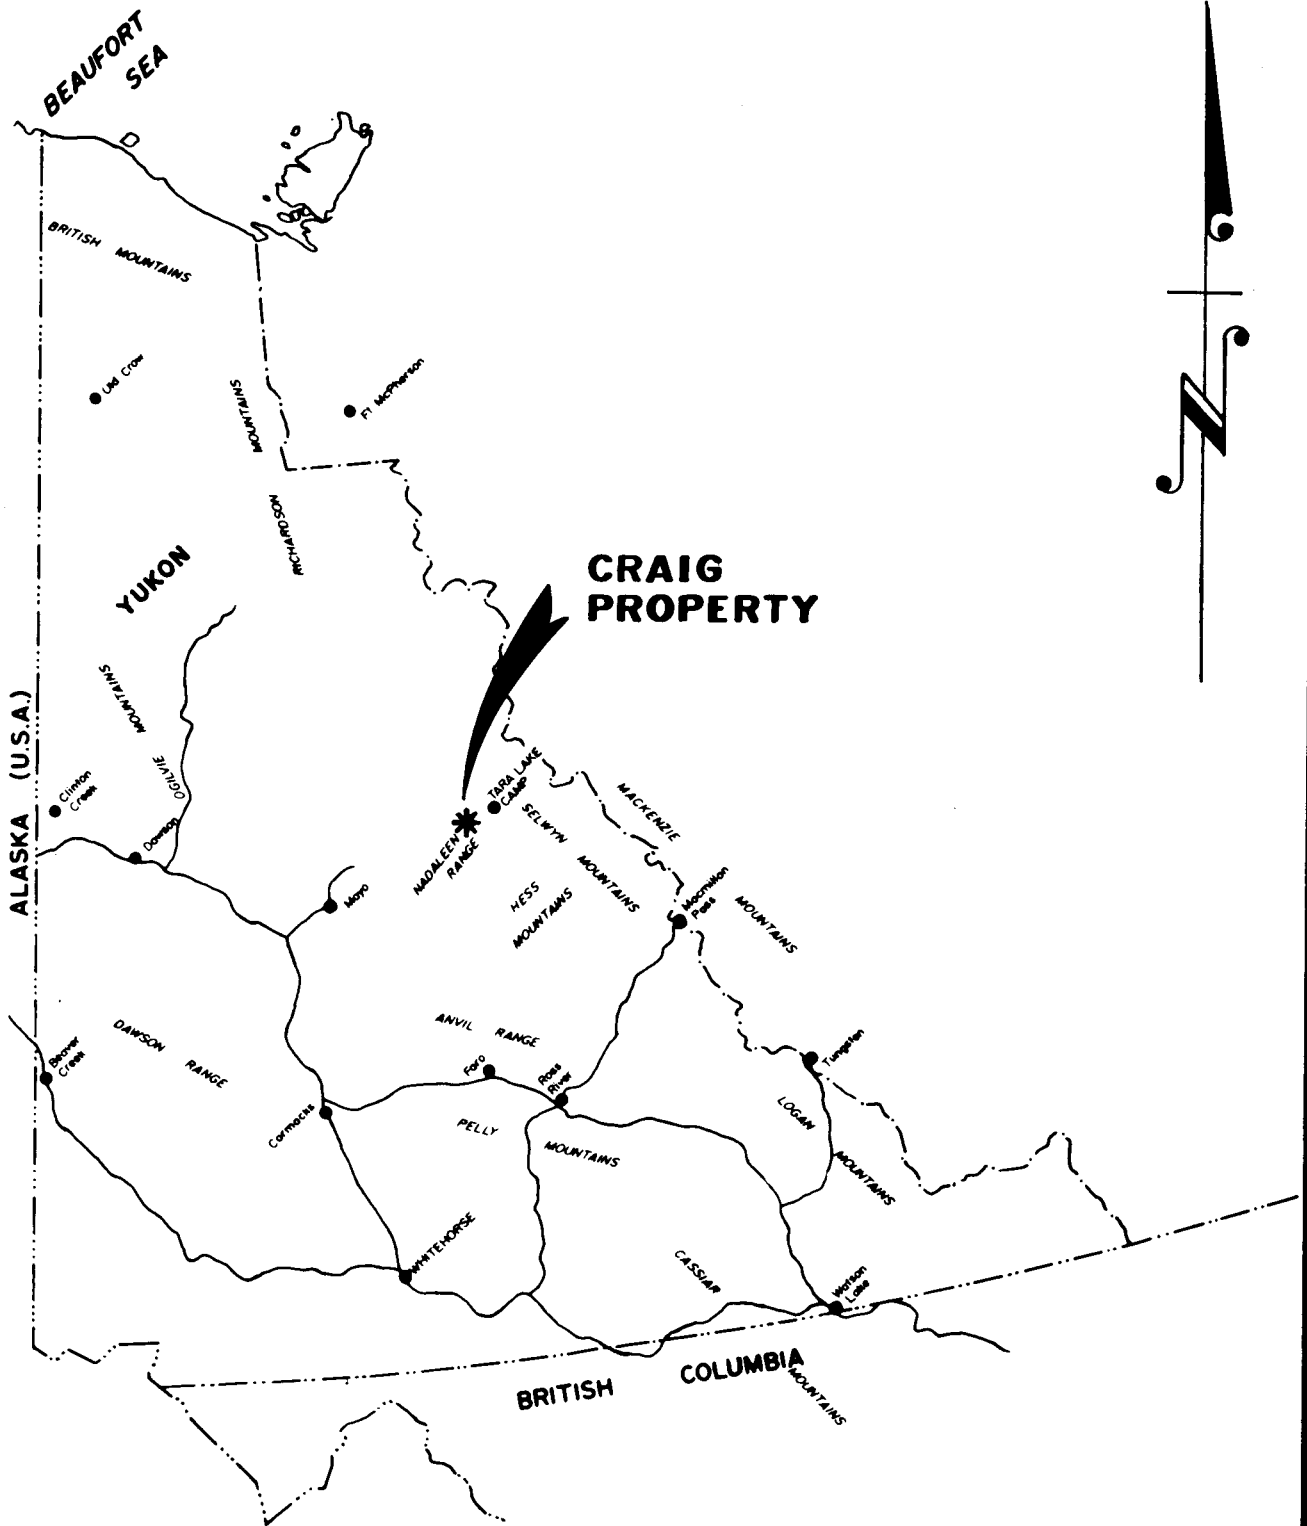 BEAUFORT
SEA
BRITISH MOUNTAINS
Old Crow
Ft McPherson
MOUNTAINS
RICHARDSON
N
YUKON
CRAIG
PROPERTY
MOUNTAINS
OGILVIE
ALASKA (U.S.A.)
Clinton
Creek
Dawson
TARA LAKE
CAMP
NADALEEN
RANGE
SELWYN
MOUNTAINS
MACKENZIE
MOUNTAINS
HESS
MOUNTAINS
Mayo
Macmillan
Pass
DAWSON RANGE
Beaver
Creek
ANVIL RANGE
Faro
Ross
River
Tungsten
Carmacks
PELLY
MOUNTAINS
LOGAN
MOUNTAINS
WHITEHORSE
CASSIAR
MOUNTAINS
Watson
Lake
BRITISH COLUMBIA